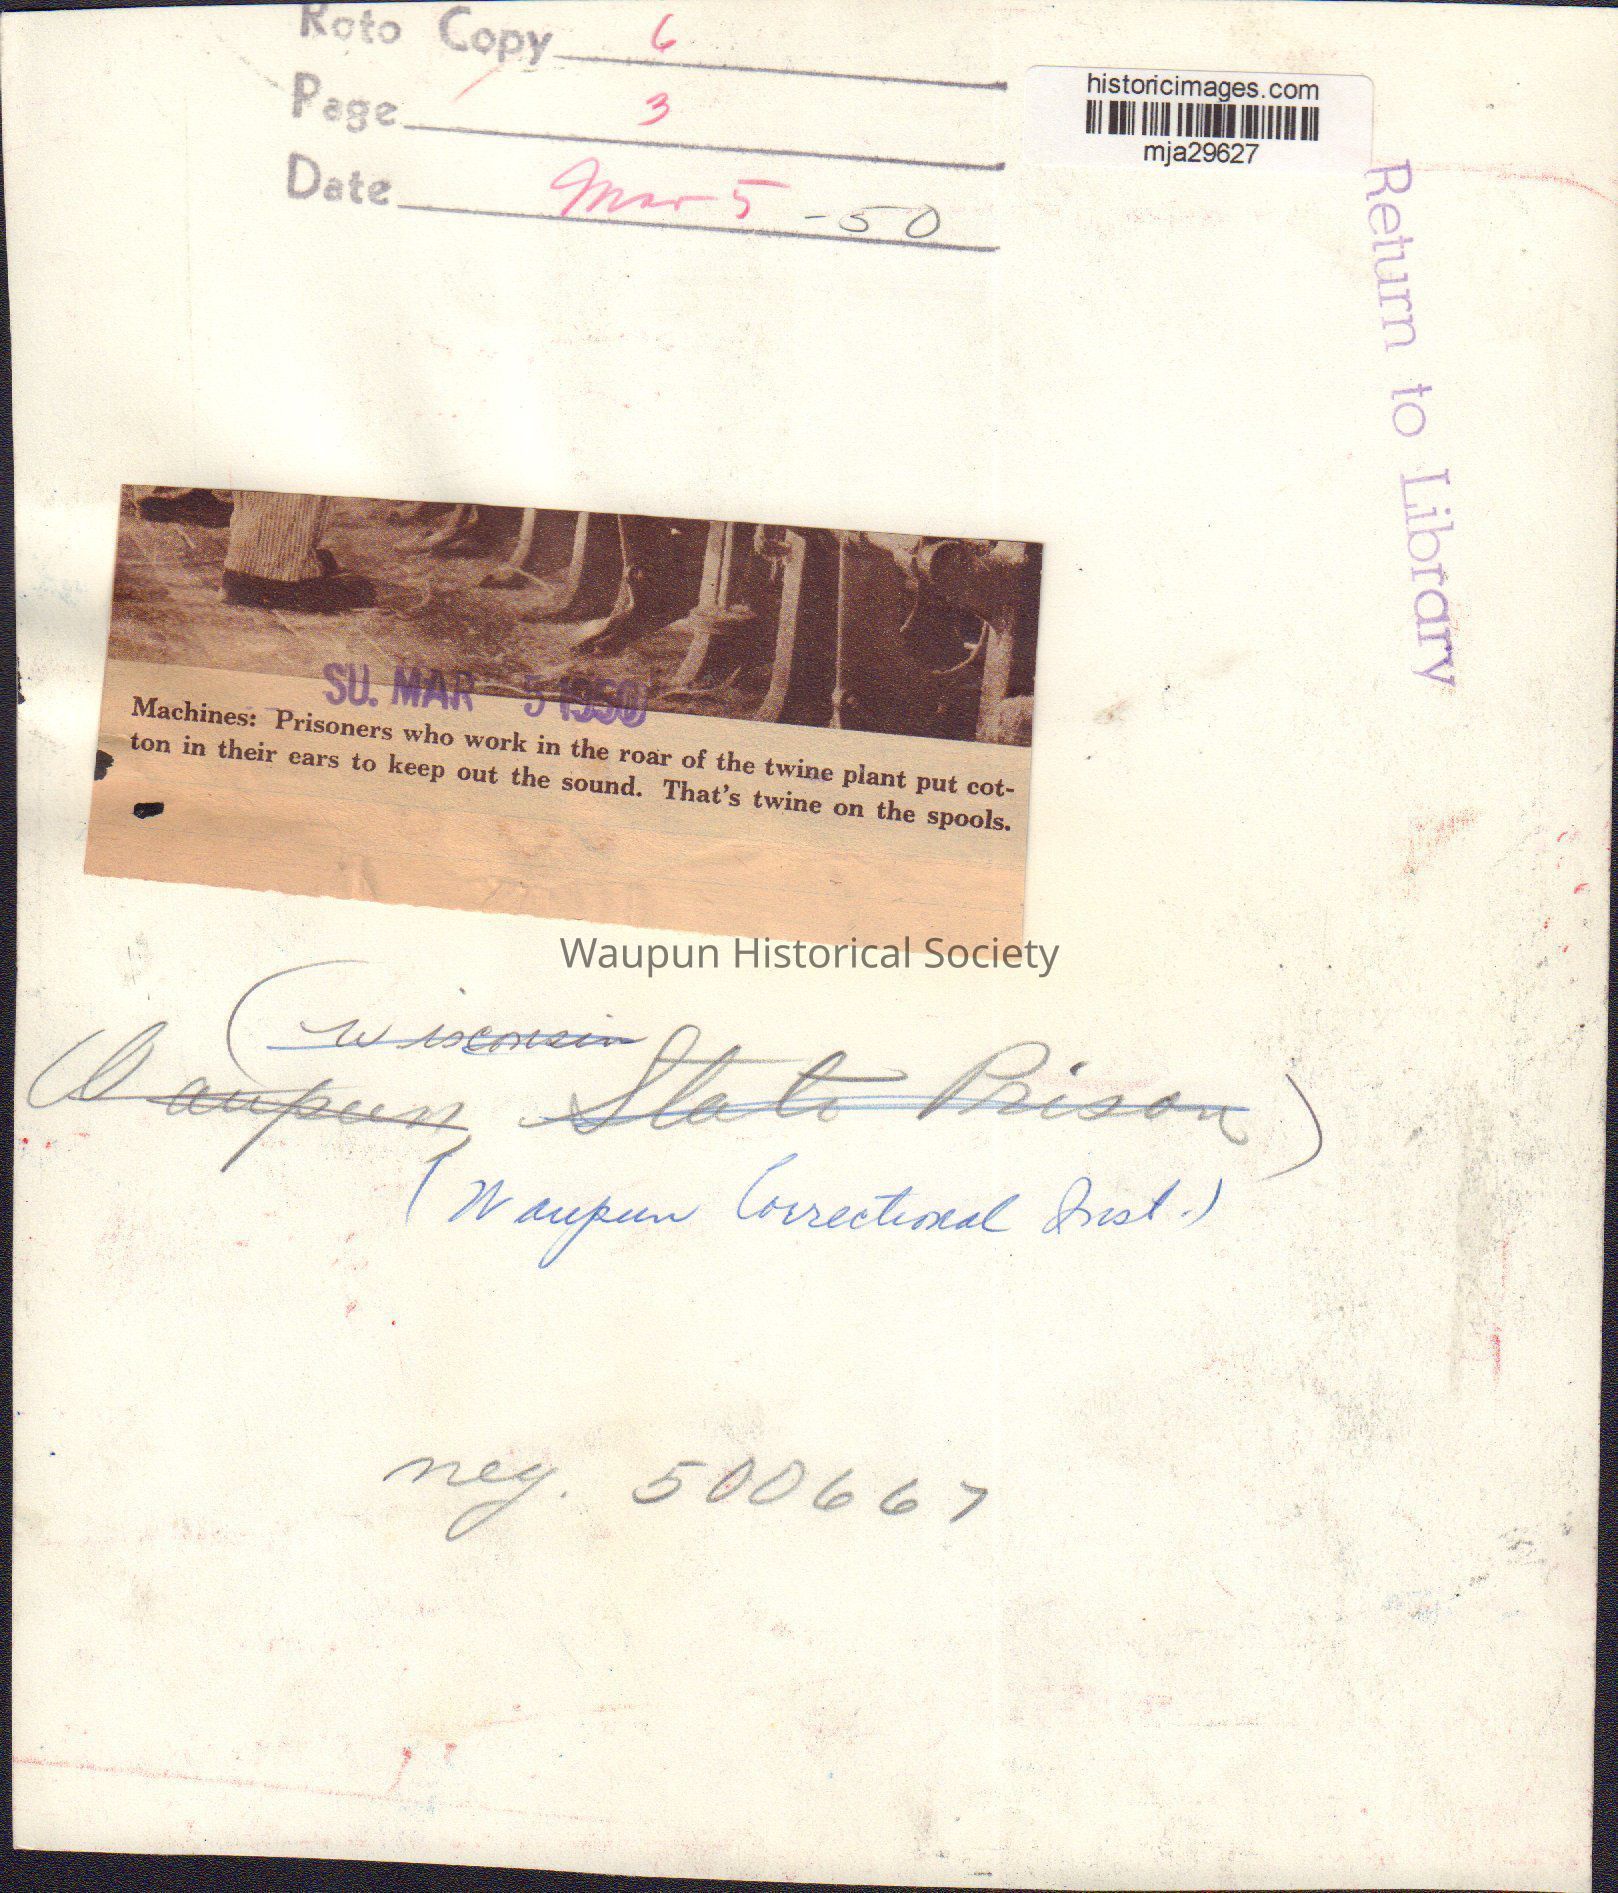 Roto Copy 6
Page 3
Date Mar 5 -50
historicimages.com
mja29627
Return to Library
SU. MAR 5 1950
Machines: Prisoners who work in the roar of the twine plant put cot-
ton in their ears to keep out the sound. That's twine on the spools.
Waupun Historical Society
(Wisconsin
Waupun State Prison)
(Waupun Correctional Inst.)
neg. 500667